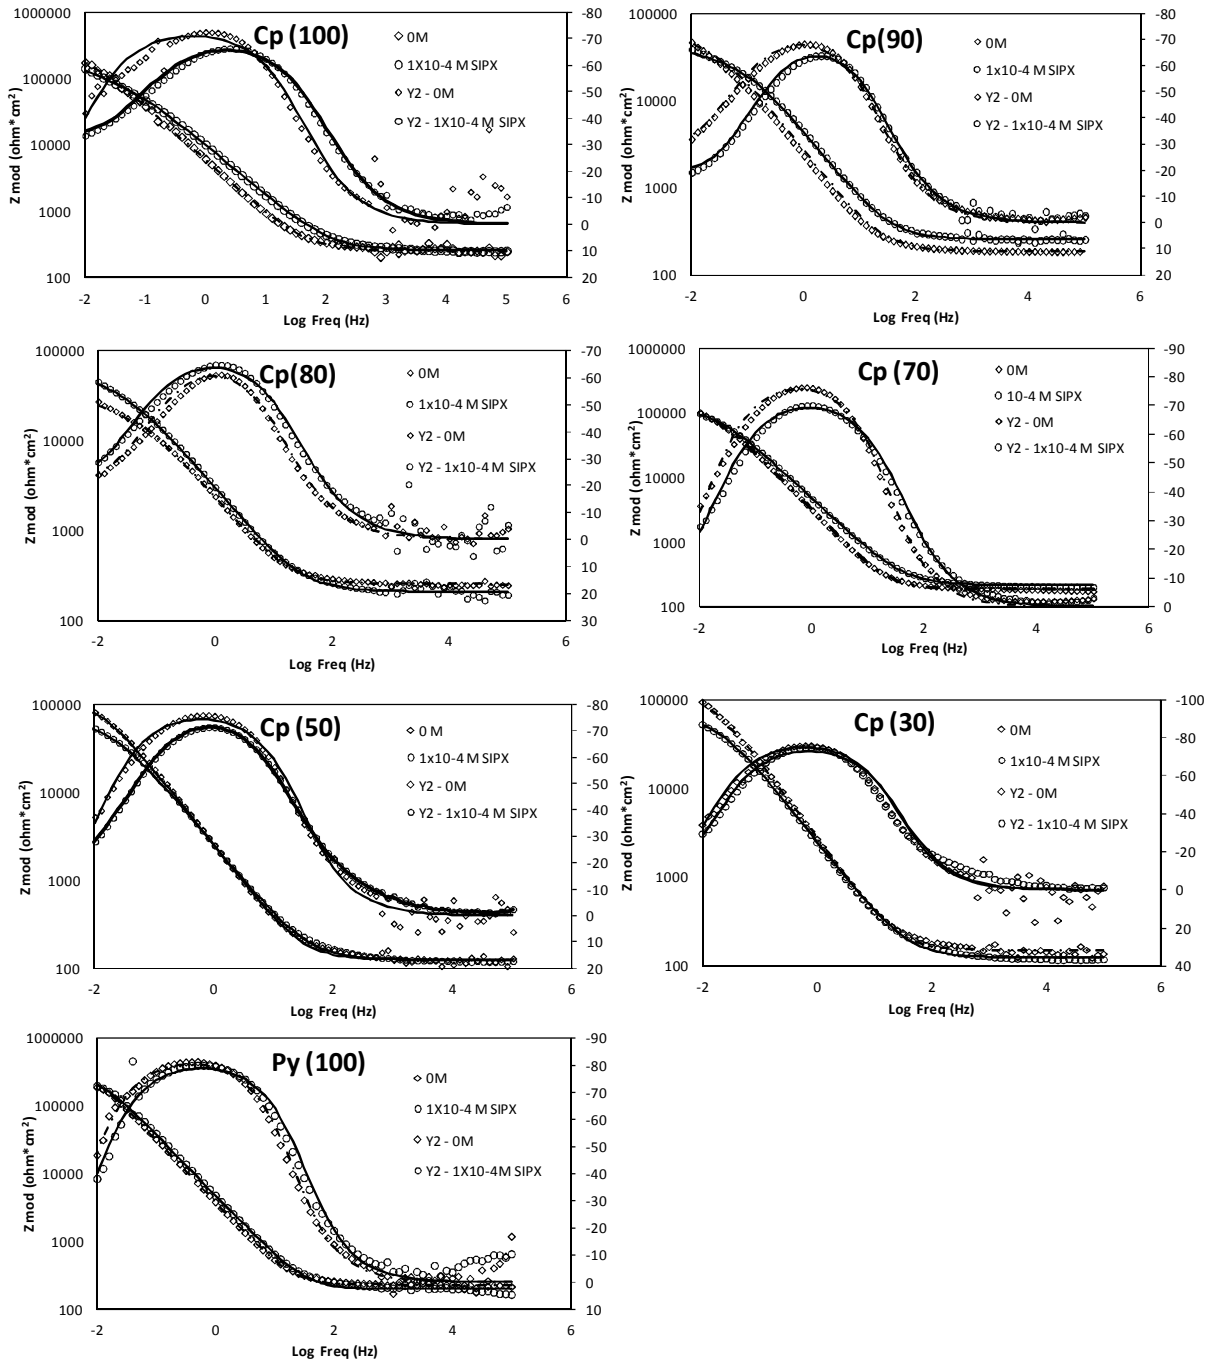 Cp (100)
Z mod (ohm*cm²)
1000000
100000
10000
1000
100
-80
-70
-60
-50
-40
-30
-20
-10
0
10
20
0M
1X10-4 M SIPX
Y2 - 0M
Y2 - 1X10-4 M SIPX
-2
-1
0
1
2
3
4
5
6
Log Freq (Hz)
Cp(90)
Z mod (ohm*cm²)
100000
10000
1000
100
-80
-70
-60
-50
-40
-30
-20
-10
0
10
20
0M
1x10-4 M SIPX
Y2 - 0M
Y2 - 1x10-4 M SIPX
-2
0
2
4
6
Log Freq (Hz)
Cp(80)
Z mod (ohm*cm²)
100000
10000
1000
100
-70
-60
-50
-40
-30
-20
-10
0
10
20
30
0M
1x10-4 M SIPX
Y2 - 0M
Y2 - 1x10-4 M SIPX
-2
0
2
4
6
Log Freq (Hz)
Cp (70)
Z mod (ohm*cm²)
1000000
100000
10000
1000
100
-90
-80
-70
-60
-50
-40
-30
-20
-10
0
0M
10-4 M SIPX
Y2 - 0M
Y2 - 1x10-4 M SIPX
-2
0
2
4
6
Log Freq (Hz)
Cp (50)
Z mod (ohm*cm²)
100000
10000
1000
100
-80
-70
-60
-50
-40
-30
-20
-10
0
10
20
0 M
1x10-4 M SIPX
Y2 - 0M
Y2 - 1x10-4 M SIPX
-2
0
2
4
6
Log Freq (Hz)
Cp (30)
Z mod (ohm*cm²)
100000
10000
1000
100
-100
-80
-60
-40
-20
0
20
40
0M
1x10-4 M SIPX
Y2 - 0M
Y2 - 1x10-4 M SIPX
-2
0
2
4
6
Log Freq (Hz)
Py (100)
Z mod (ohm*cm²)
1000000
100000
10000
1000
100
-90
-80
-70
-60
-50
-40
-30
-20
-10
0
10
0M
1X10-4 M SIPX
Y2 - 0M
Y2 - 1X10-4M SIPX
-2
0
2
4
6
Log Freq (Hz)